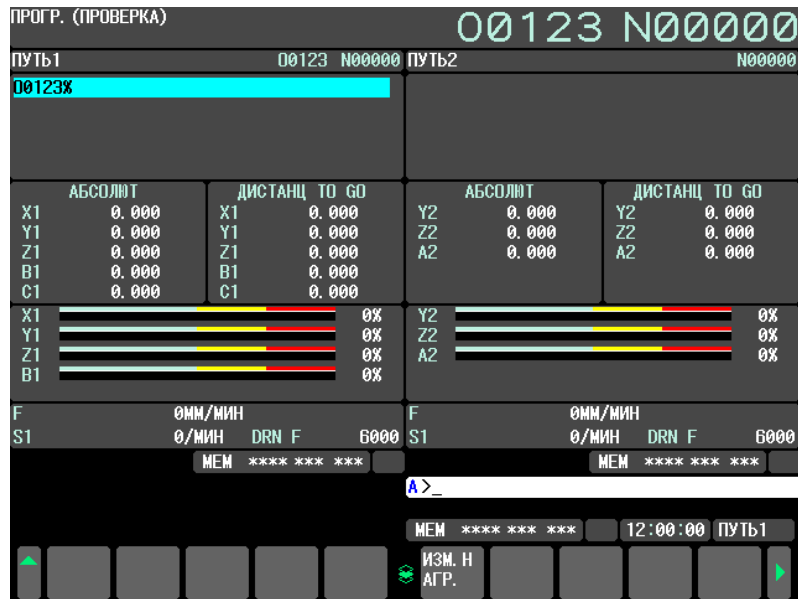 ПРОГР. (ПРОВЕРКА) O0123 N00000
ПУТЬ1 O0123 N00000
O0123%
АБСОЛЮТ ДИСТАНЦ TO GO
X1 0.000 X1 0.000
Y1 0.000 Y1 0.000
Z1 0.000 Z1 0.000
B1 0.000 B1 0.000
C1 0.000 C1 0.000
X1 0%
Y1 0%
Z1 0%
B1 0%
F 0ММ/МИН
S1 0/МИН DRN F 6000
MEM **** *** ***
ПУТЬ2 N00000
АБСОЛЮТ ДИСТАНЦ TO GO
Y2 0.000 Y2 0.000
Z2 0.000 Z2 0.000
A2 0.000 A2 0.000
Y2 0%
Z2 0%
A2 0%
F 0ММ/МИН
S1 0/МИН DRN F 6000
MEM **** *** ***
A>_
MEM **** *** *** 12:00:00 ПУТЬ1
ИЗМ. Н
АГР.